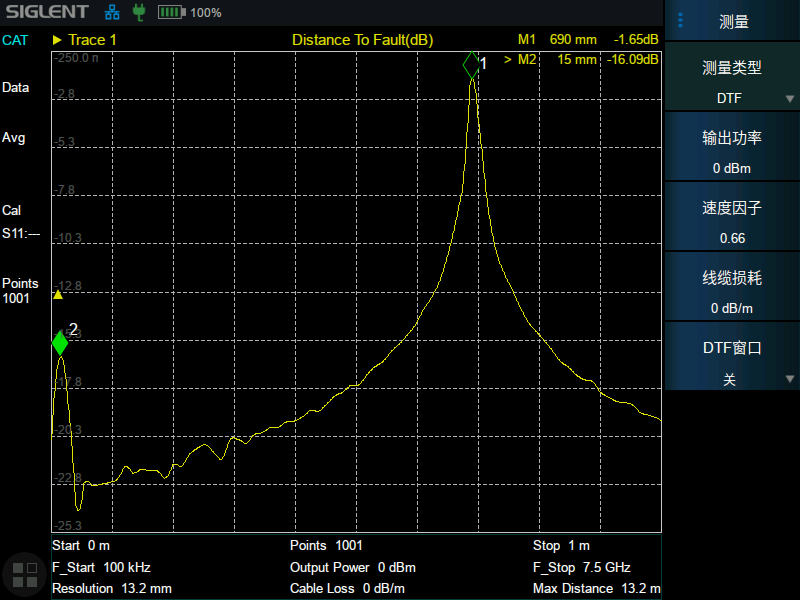 SIGLENT 100% 测量
CAT Trace 1 Distance To Fault(dB) M1 690 mm -1.65dB
> M2 15 mm -16.09dB
1
-250.0 n
测量类型
DTF
Data
-2.8
Avg
-5.3
输出功率
0 dBm
-7.8
Cal
S11:---
-10.3
速度因子
0.66
Points
1001
-12.8
线缆损耗
0 dB/m
2
-15.3
DTF窗口
关
-17.8
-20.3
-22.8
-25.3
Start 0 m Points 1001 Stop 1 m
F_Start 100 kHz Output Power 0 dBm F_Stop 7.5 GHz
Resolution 13.2 mm Cable Loss 0 dB/m Max Distance 13.2 m